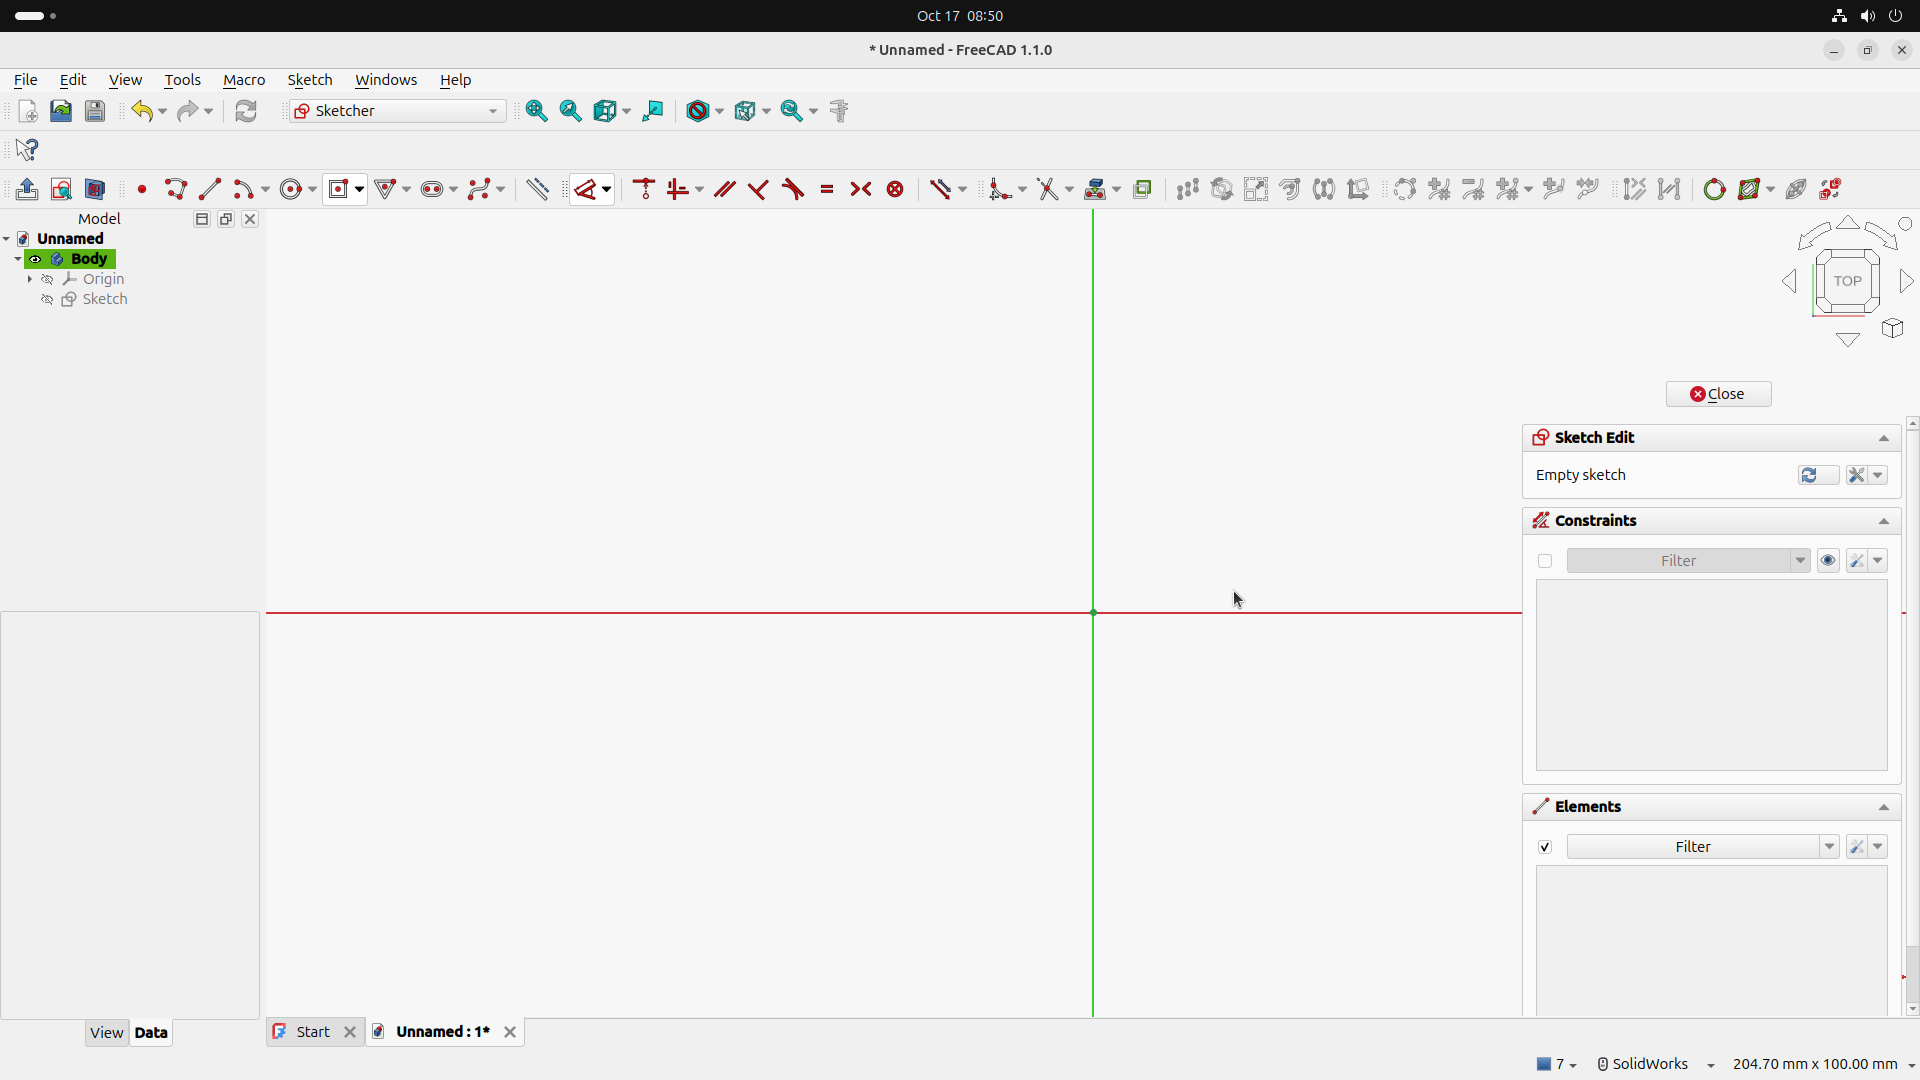 Oct 17 08:50
* Unnamed - FreeCAD 1.1.0
File Edit View Tools Macro Sketch Windows Help
Sketcher
Model
Unnamed
Body
Origin
Sketch
TOP
Close
Sketch Edit
Empty sketch
Constraints
Filter
Elements
Filter
View Data
Start
Unnamed : 1*
7 SolidWorks 204.70 mm x 100.00 mm